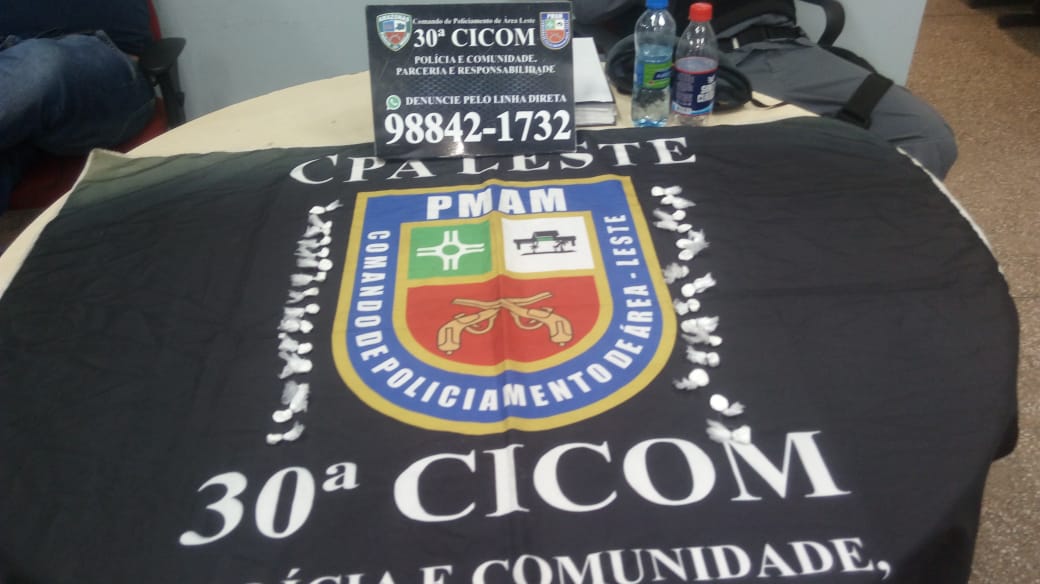 AMAZONAS
Comando de Policiamento de Área Leste
30ª CICOM
POLÍCIA E COMUNIDADE,
PARCERIA E RESPONSABILIDADE
DENUNCIE PELO LINHA DIRETA
98842-1732
CPA LESTE
PMAM
COMANDO DE POLICIAMENTO DE ÁREA - LESTE
30ª CICOM
E COMUNIDADE,